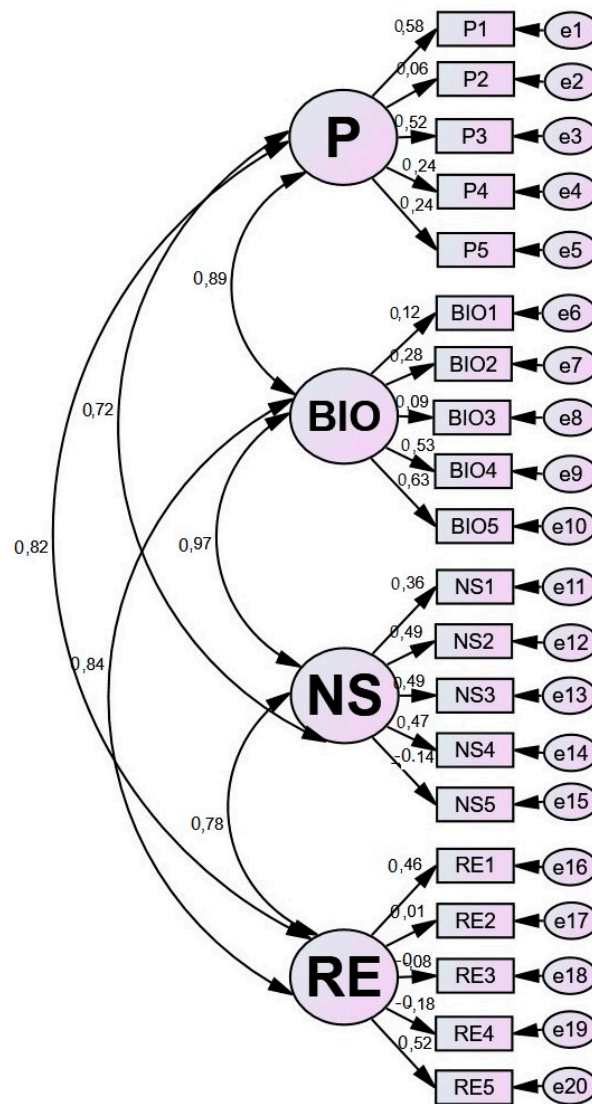 0,58
P1
e1
0,06
P2
e2
P
0,52
P3
e3
0,24
P4
e4
0,24
P5
e5
0,89
0,12
BIO1
e6
0,28
BIO2
e7
BIO
0,09
BIO3
e8
0,53
BIO4
e9
0,63
BIO5
e10
0,72
0,97
0,82
0,36
NS1
e11
0,49
NS2
e12
0,84
NS
0,49
NS3
e13
0,47
NS4
e14
-0.14
NS5
e15
0,78
0,46
RE1
e16
0,01
RE2
e17
RE
-0,08
RE3
e18
-0,18
RE4
e19
0,52
RE5
e20